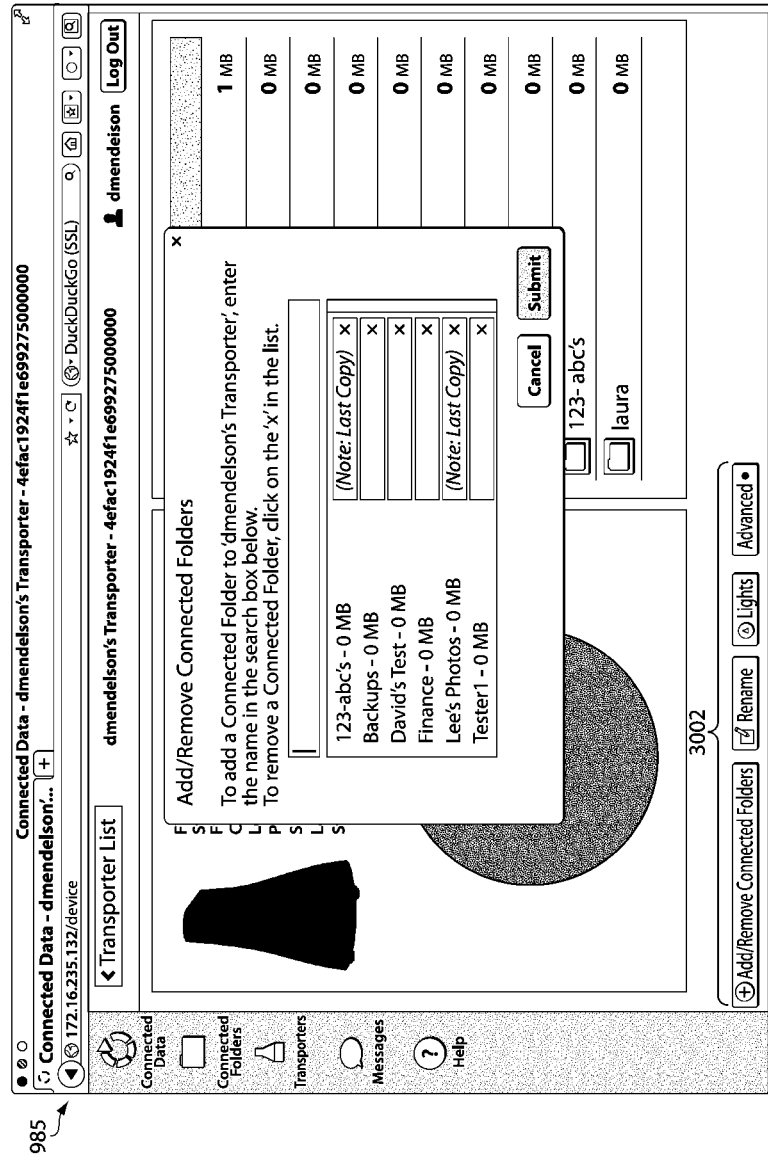 985
Connected Data - dmendelson's Transporter - 4efac1924f1e699275000000
Connected Data - dmendelson'... +
172.16.235.132/device
DuckDuckGo (SSL)
Transporter List
dmendelson's Transporter - 4efac1924f1e699275000000
dmendeison
Log Out
Connected
Data
Connected
Folders
Transporters
Messages
?
Help
F
S
F
C
L
P
S
L
S
Add/Remove Connected Folders
x
To add a Connected Folder to 'dmendelson's Transporter', enter
the name in the search box below.
To remove a Connected Folder, click on the 'x' in the list.
123-abc's - 0 MB (Note: Last Copy) x
Backups - 0 MB x
David's Test - 0 MB x
Finance - 0 MB x
Lee's Photos - 0 MB (Note: Last Copy) x
Tester1 - 0 MB x
Cancel Submit
1 MB
0 MB
0 MB
0 MB
0 MB
0 MB
0 MB
0 MB
123- abc's 0 MB
laura 0 MB
3002
Add/Remove Connected Folders Rename Lights Advanced